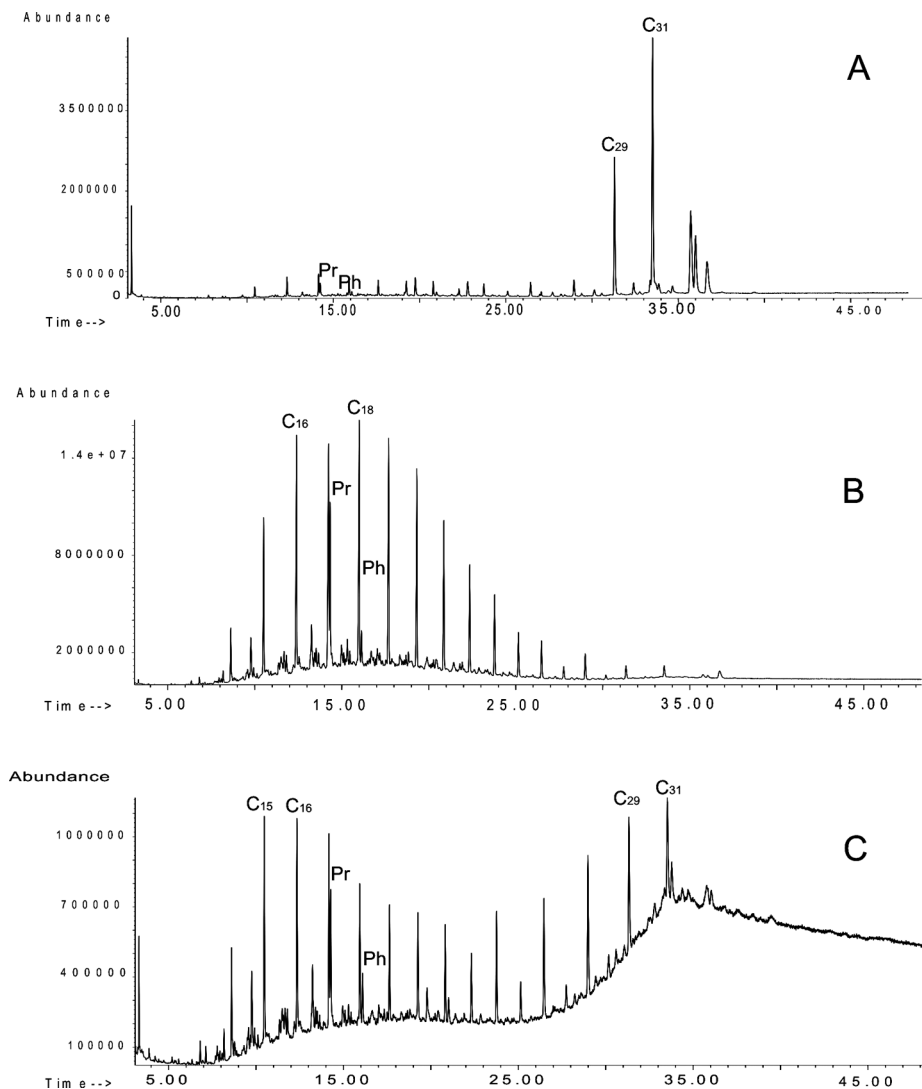 Abundance
C31
A
3500000
C29
2000000
500000
Pr
Ph
0
5.00 15.00 25.00 35.00 45.00
Time-->
Abundance
C16 C18
1.4e+07
Pr
B
8000000
Ph
2000000
5.00 15.00 25.00 35.00 45.00
Time-->
Abundance
C15 C16 C29 C31
1000000
C
Pr
700000
Ph
400000
100000
5.00 15.00 25.00 35.00 45.00
Time-->